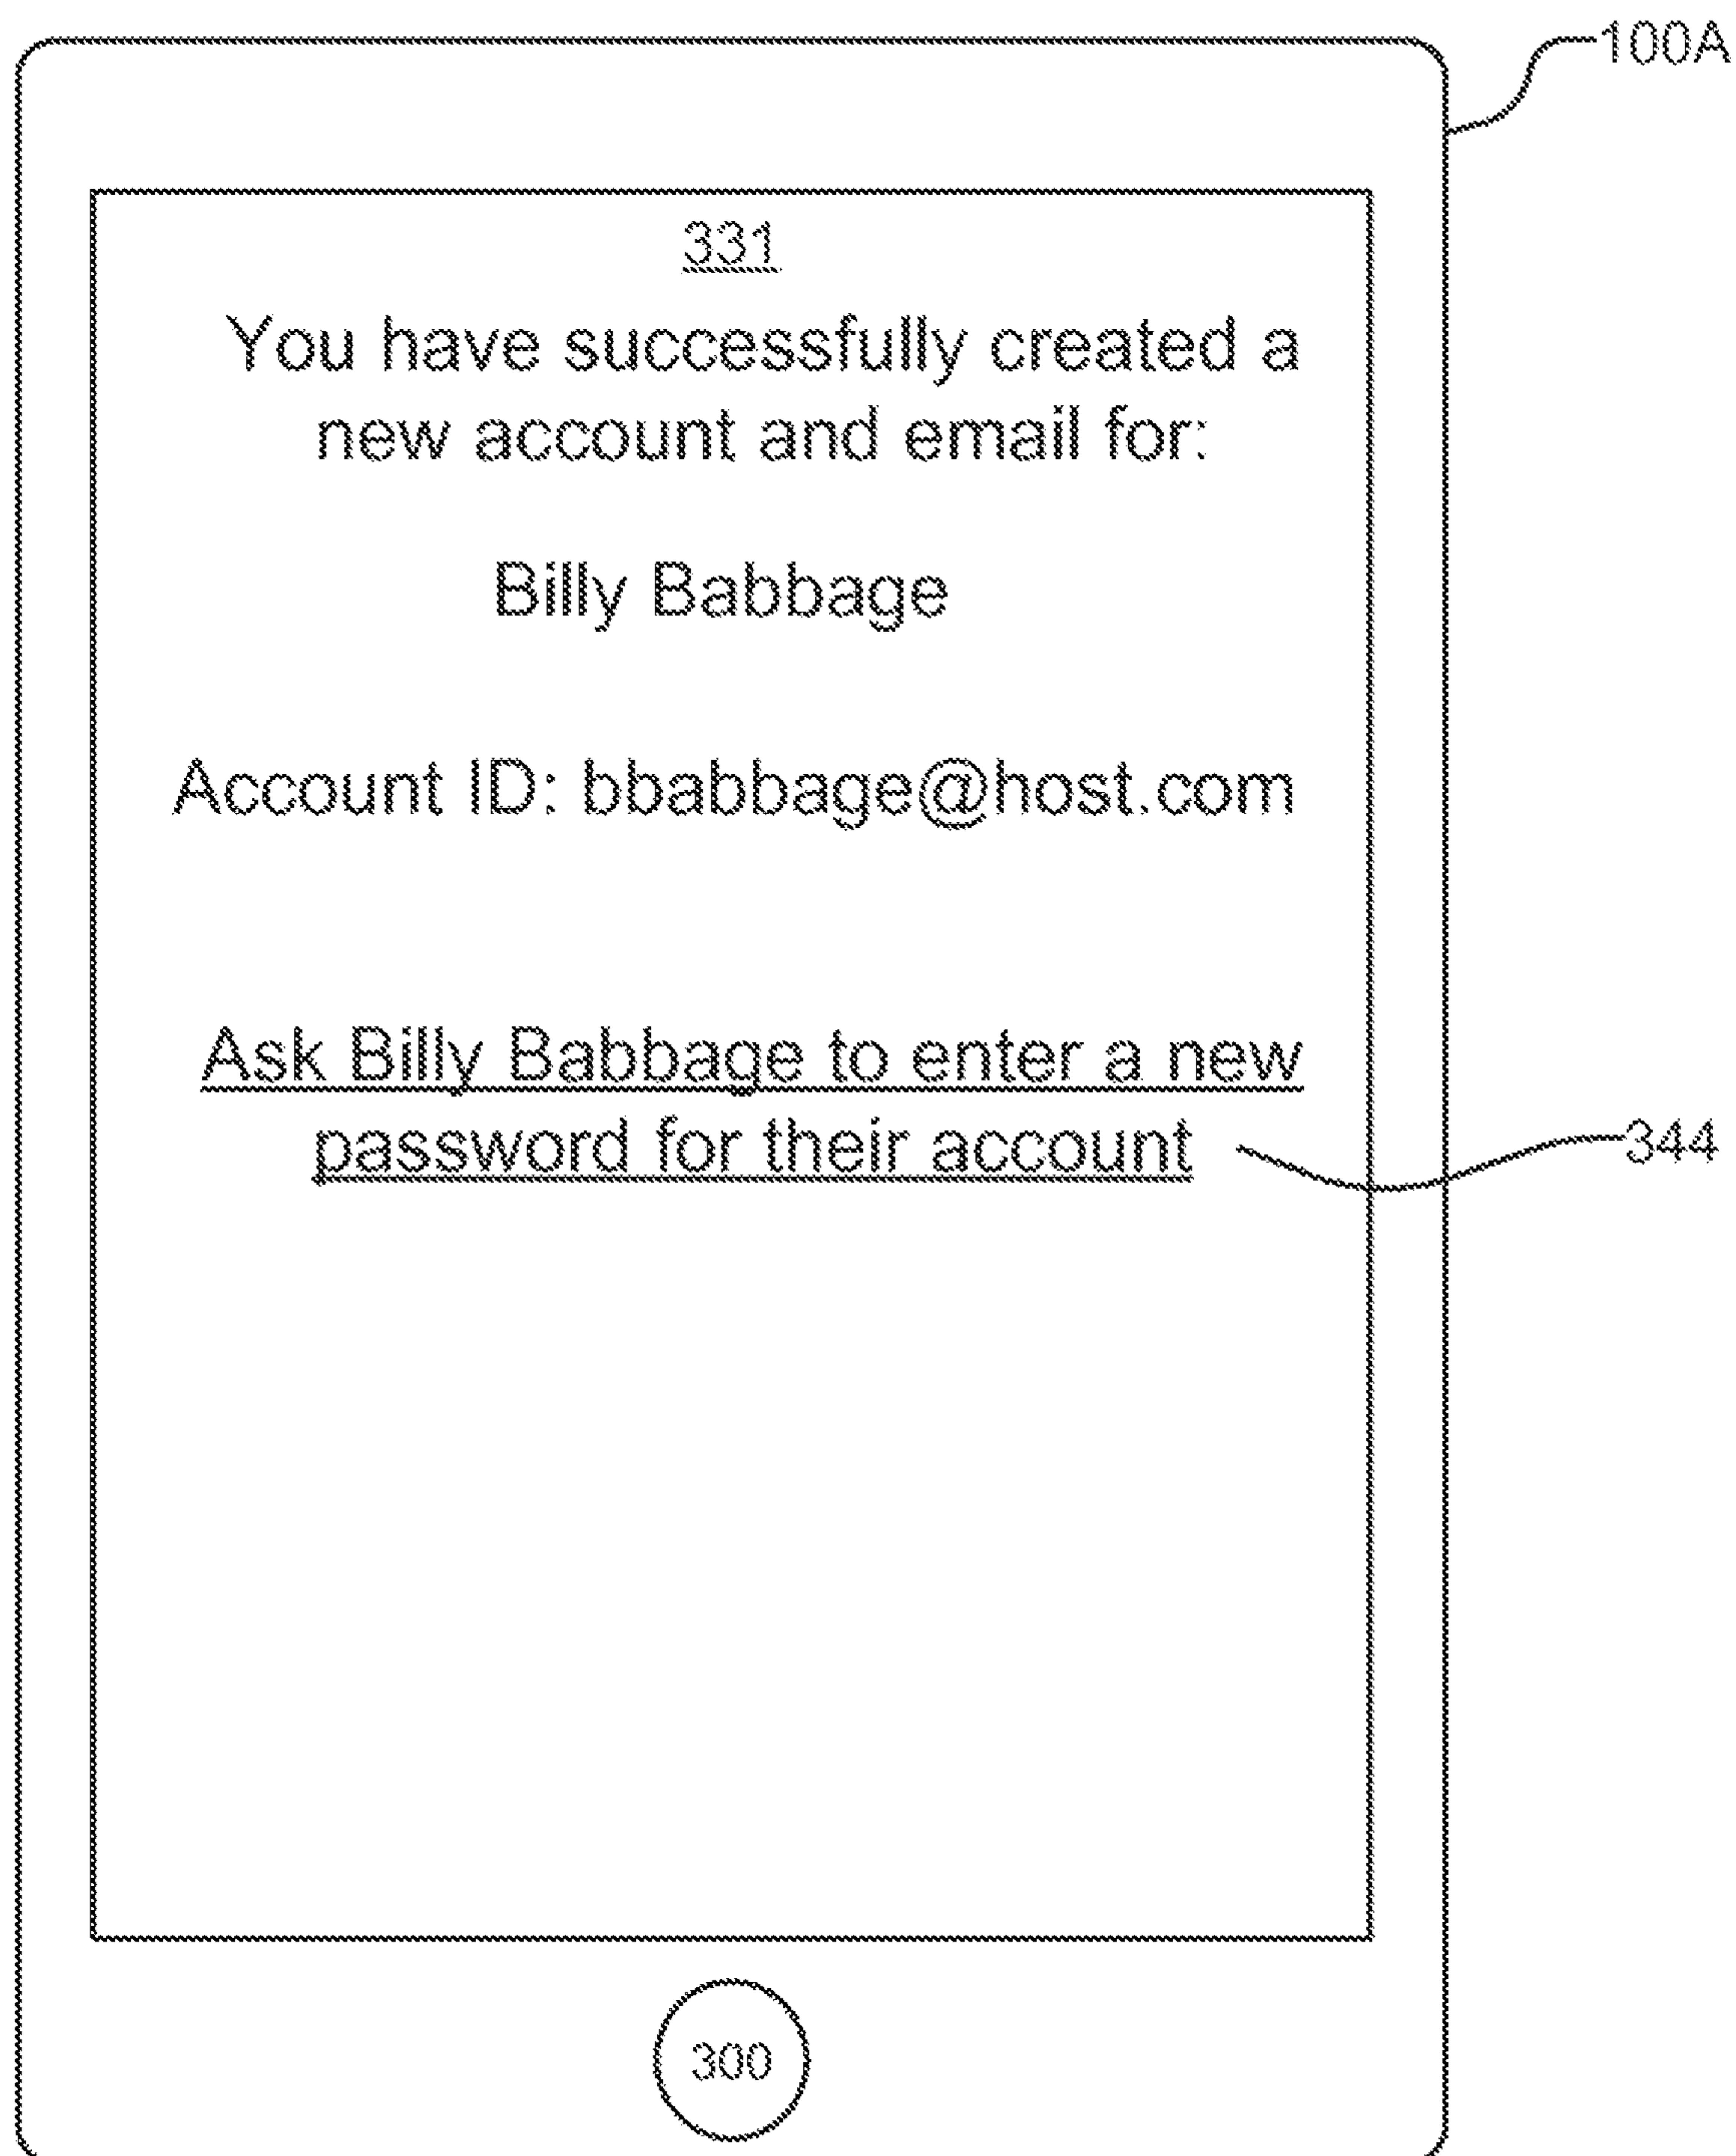 100A
331
You have successfully created a
new account and email for:
Billy Babbage
Account ID: bbabbage@host.com
Ask Billy Babbage to enter a new
password for their account
344
300